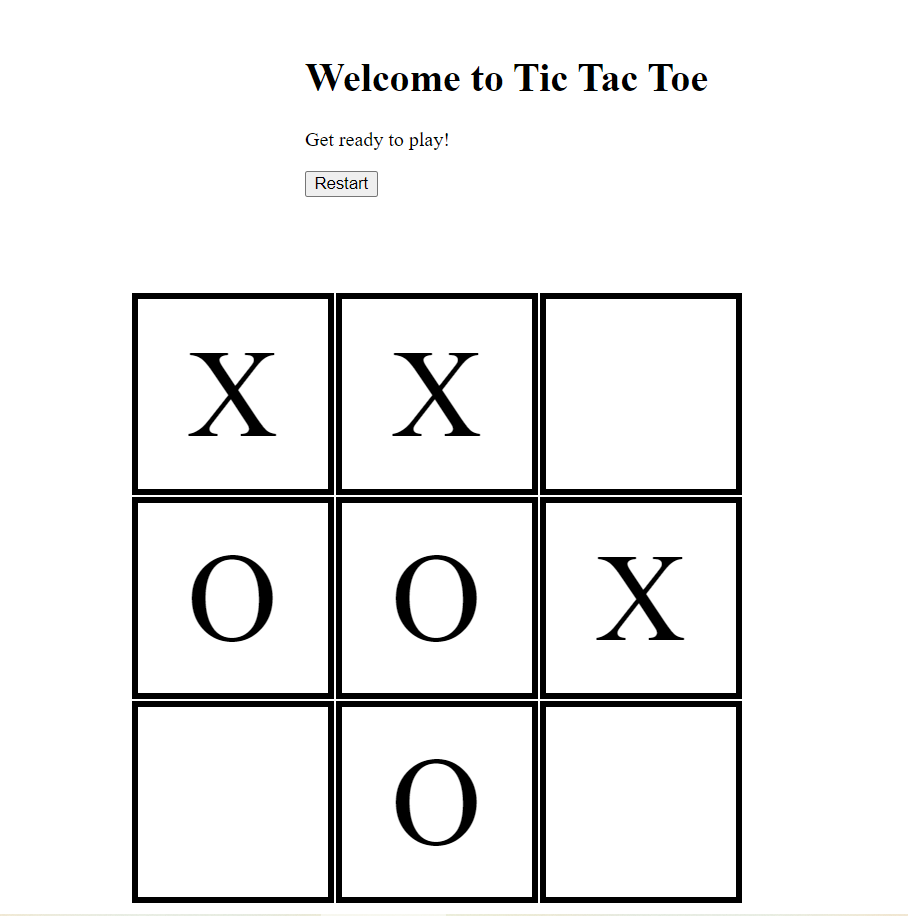 Welcome to Tic Tac Toe
Get ready to play!
Restart
X X
O O X
O